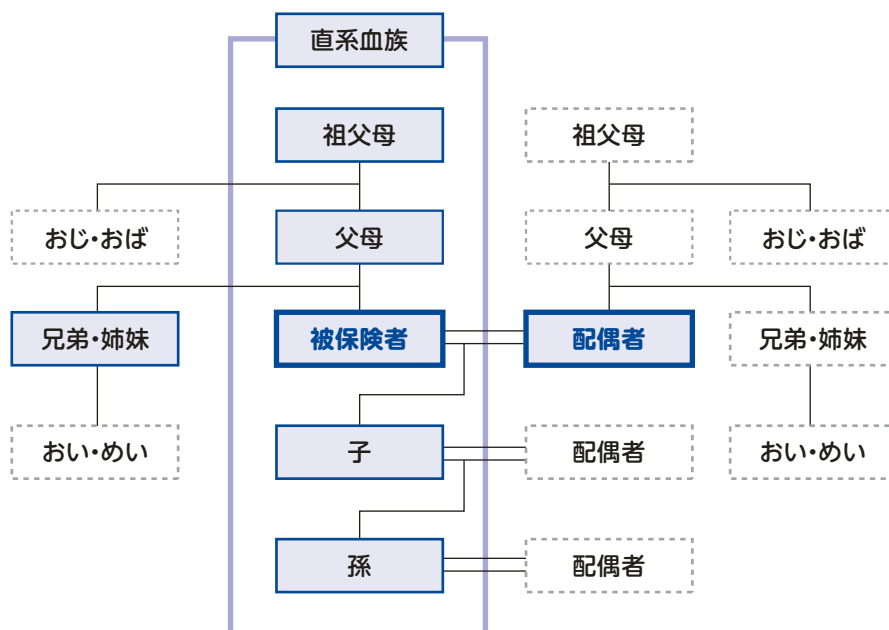 直系血族
祖父母
祖父母
おじ・おば
父母
父母
おじ・おば
兄弟・姉妹
被保険者
配偶者
兄弟・姉妹
おい・めい
子
配偶者
おい・めい
孫
配偶者